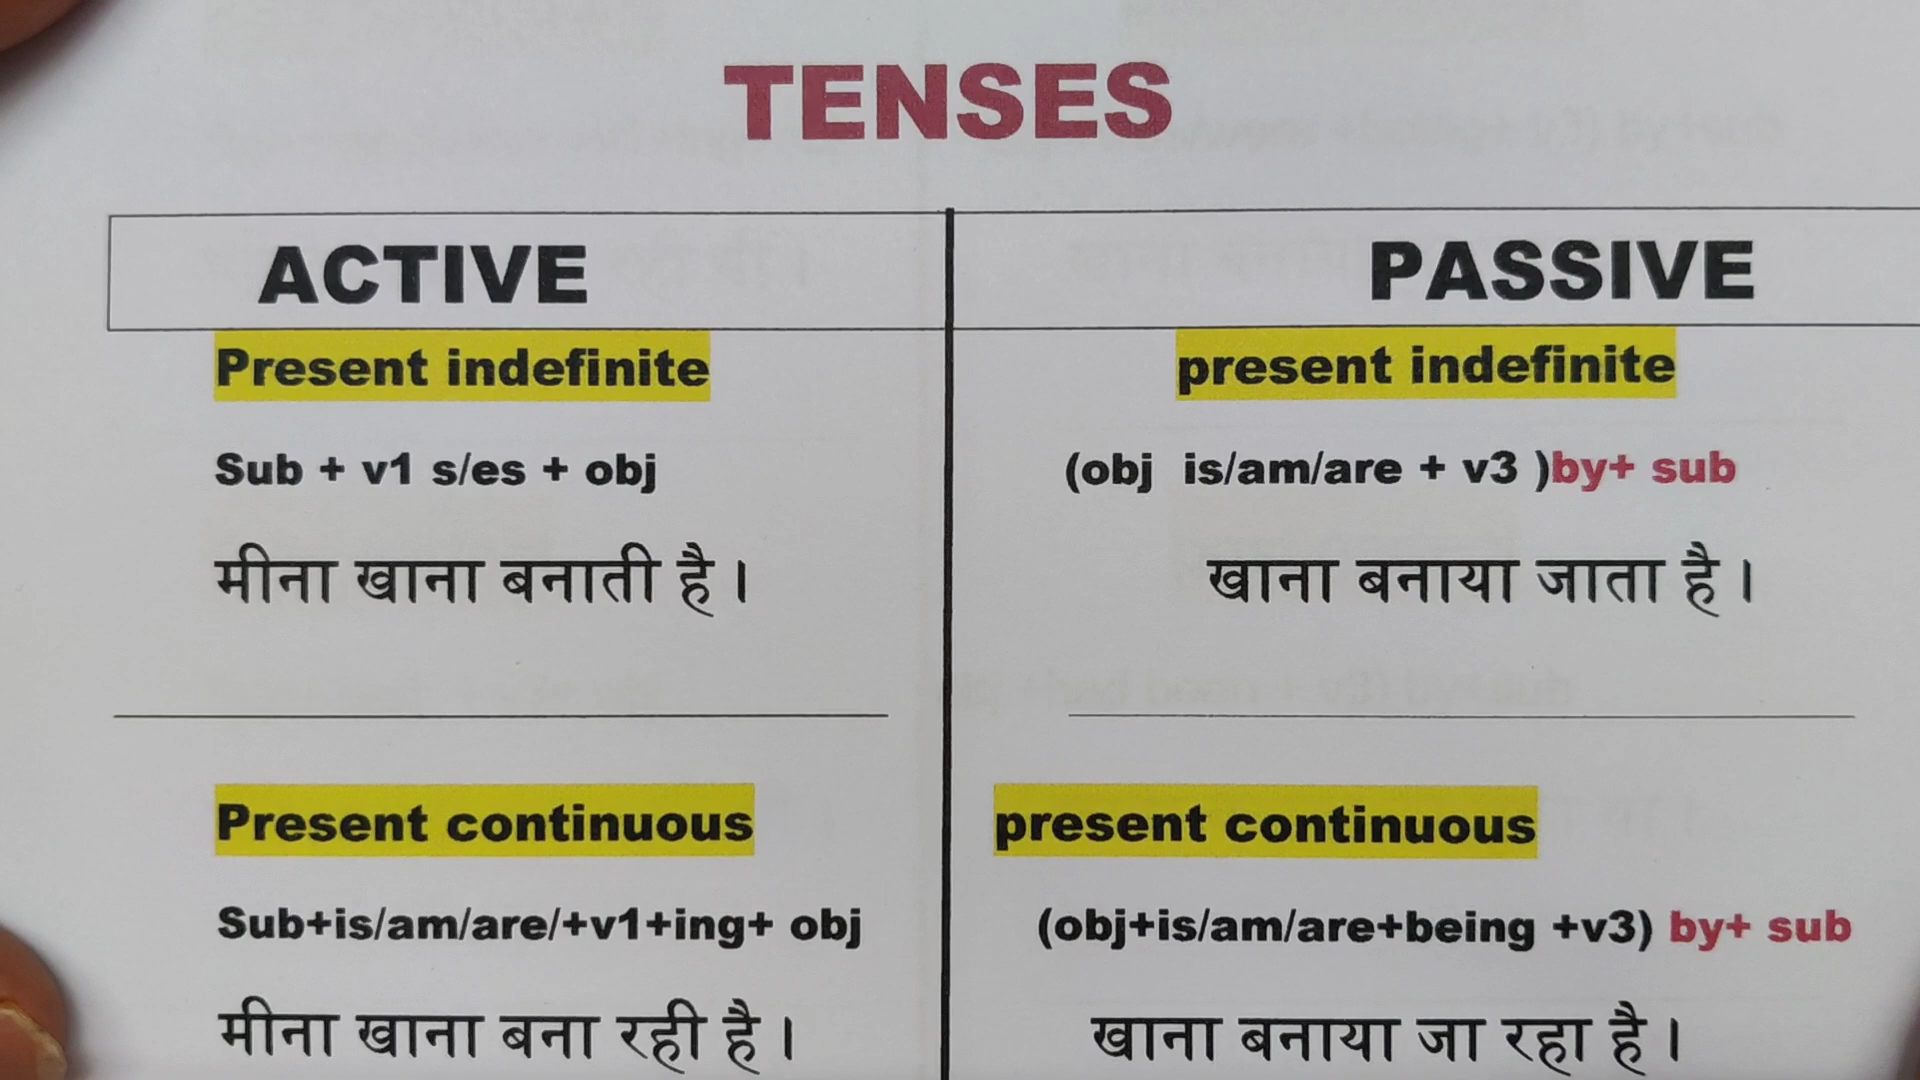 TENSES
ACTIVE
PASSIVE
Present indefinite
present indefinite
Sub + v1 s/es + obj
(obj is/am/are + v3 )by+ sub
मीना खाना बनाती है।
खाना बनाया जाता है।
Present continuous
present continuous
Sub+is/am/are/+v1+ing+ obj
(obj+is/am/are+being +v3) by+ sub
मीना खाना बना रही है।
खाना बनाया जा रहा है।